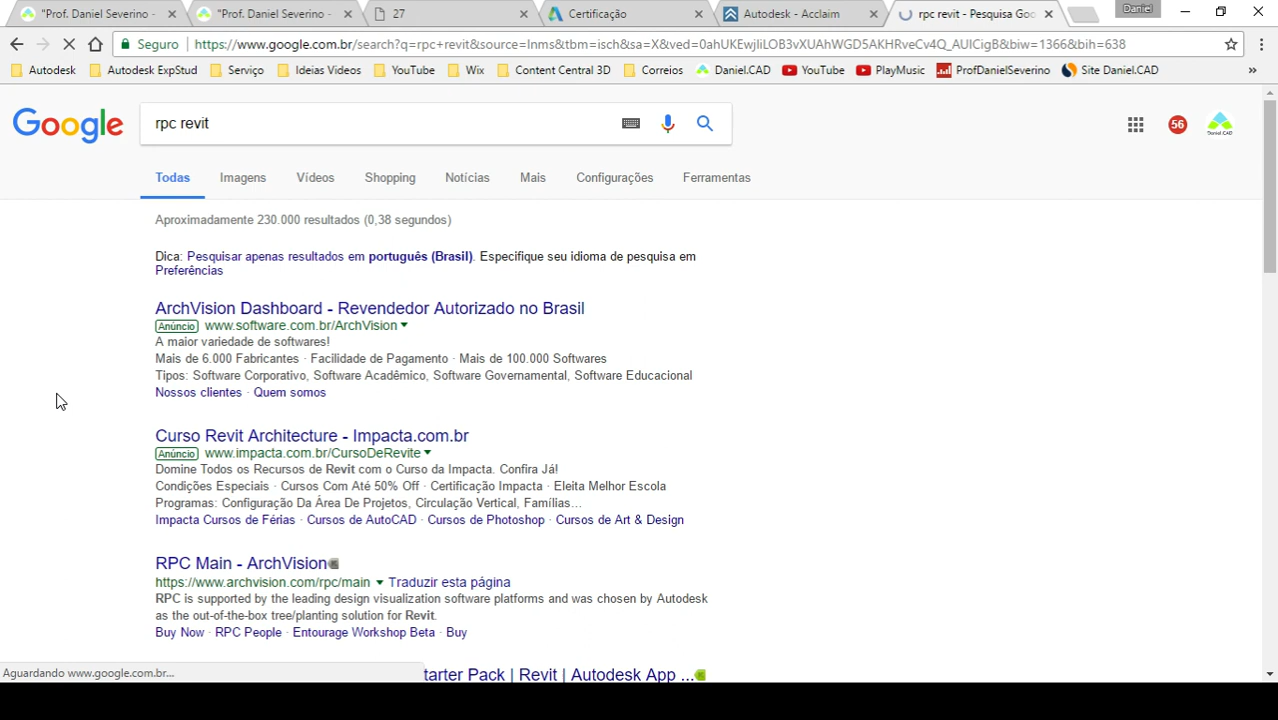 "Prof. Daniel Severino -
"Prof. Daniel Severino -
27
Certificação
Autodesk - Acclaim
rpc revit - Pesquisa Goo
Daniel
Seguro
https://www.google.com.br/search?q=rpc+revit&source=lnms&tbm=isch&sa=X&ved=0ahUKEwjIiLOB3vXUAhWGD5AKHRveCv4Q_AUICigB&biw=1366&bih=638
Autodesk
Autodesk ExpStud
Serviço
Ideias Videos
YouTube
Wix
Content Central 3D
Correios
Daniel.CAD
YouTube
PlayMusic
ProfDanielSeverino
Site Daniel.CAD
Google
rpc revit
56
Daniel.CAD
Todas Imagens Vídeos Shopping Notícias Mais Configurações Ferramentas
Aproximadamente 230.000 resultados (0,38 segundos)
Dica: Pesquisar apenas resultados em português (Brasil). Especifique seu idioma de pesquisa em
Preferências
ArchVision Dashboard - Revendedor Autorizado no Brasil
Anúncio www.software.com.br/ArchVision
A maior variedade de softwares!
Mais de 6.000 Fabricantes · Facilidade de Pagamento · Mais de 100.000 Softwares
Tipos: Software Corporativo, Software Acadêmico, Software Governamental, Software Educacional
Nossos clientes · Quem somos
Curso Revit Architecture - Impacta.com.br
Anúncio www.impacta.com.br/CursoDeRevite
Domine Todos os Recursos de Revit com o Curso da Impacta. Confira Já!
Condições Especiais · Cursos Com Até 50% Off · Certificação Impacta · Eleita Melhor Escola
Programas: Configuração Da Área De Projetos, Circulação Vertical, Famílias...
Impacta Cursos de Férias · Cursos de AutoCAD · Cursos de Photoshop · Cursos de Art & Design
RPC Main - ArchVision
https://www.archvision.com/rpc/main Traduzir esta página
RPC is supported by the leading design visualization software platforms and was chosen by Autodesk
as the out-of-the-box tree/planting solution for Revit.
Buy Now · RPC People · Entourage Workshop Beta · Buy
tarter Pack | Revit | Autodesk App ...
Aguardando www.google.com.br...